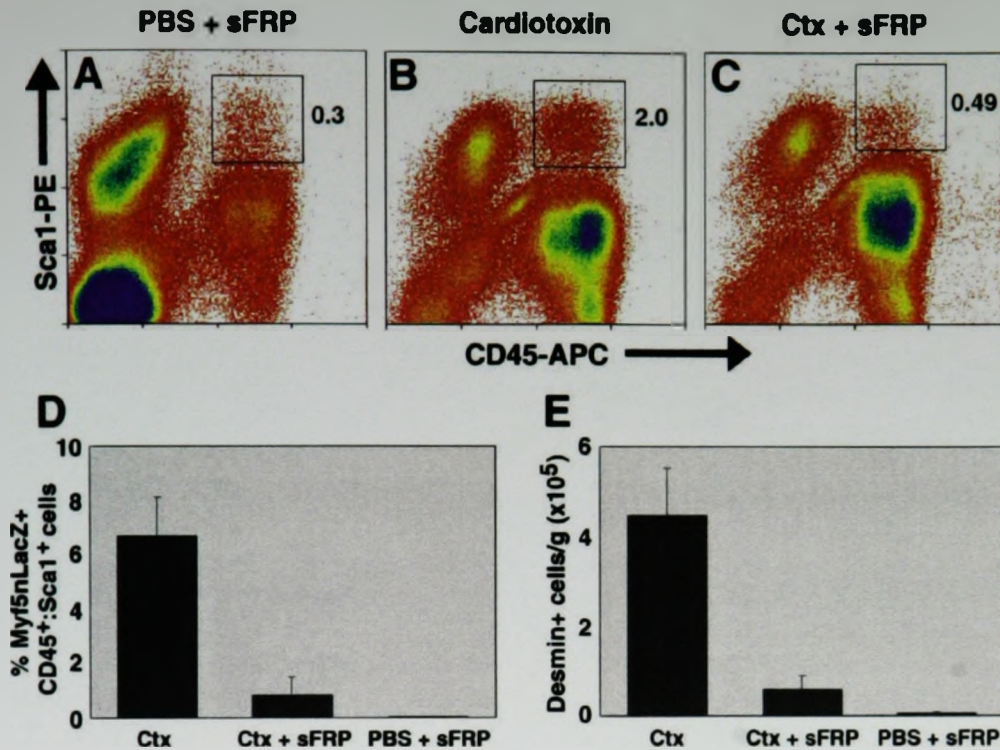 PBS + sFRP
Cardiotoxin
Ctx + sFRP
A
B
C
0.3
2.0
0.49
Sca1-PE
CD45-APC
D
E
10
8
6
4
2
0
% Myf5nLacZ+
CD45+:Sca1+ cells
Ctx
Ctx + sFRP
PBS + sFRP
6
4
2
0
Desmin+ cells/g (x10⁵)
Ctx
Ctx + sFRP
PBS + sFRP